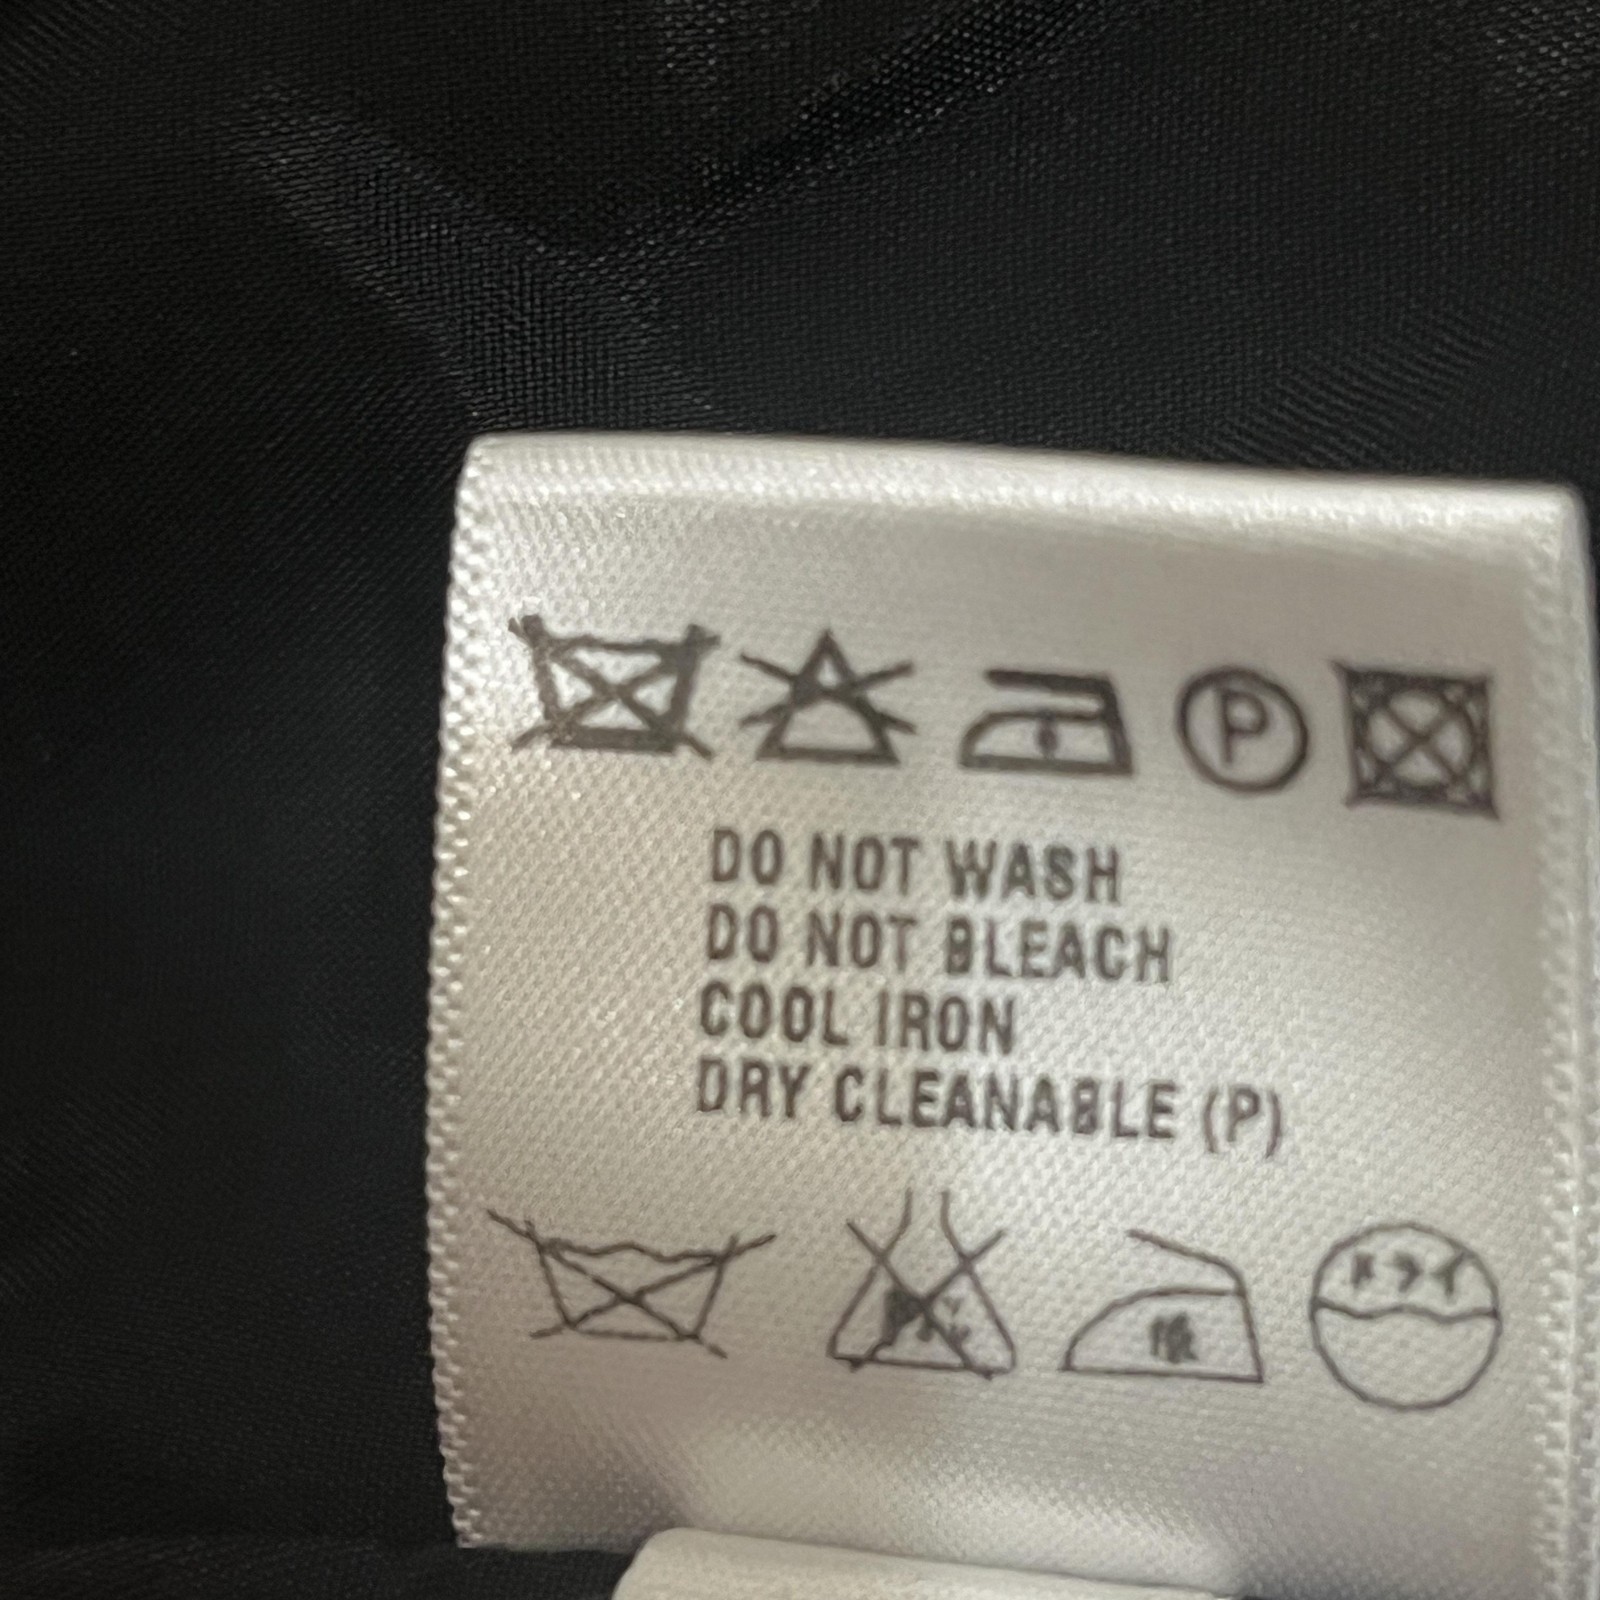 P
DO NOT WASH
DO NOT BLEACH
COOL IRON
DRY CLEANABLE (P)
ドライ